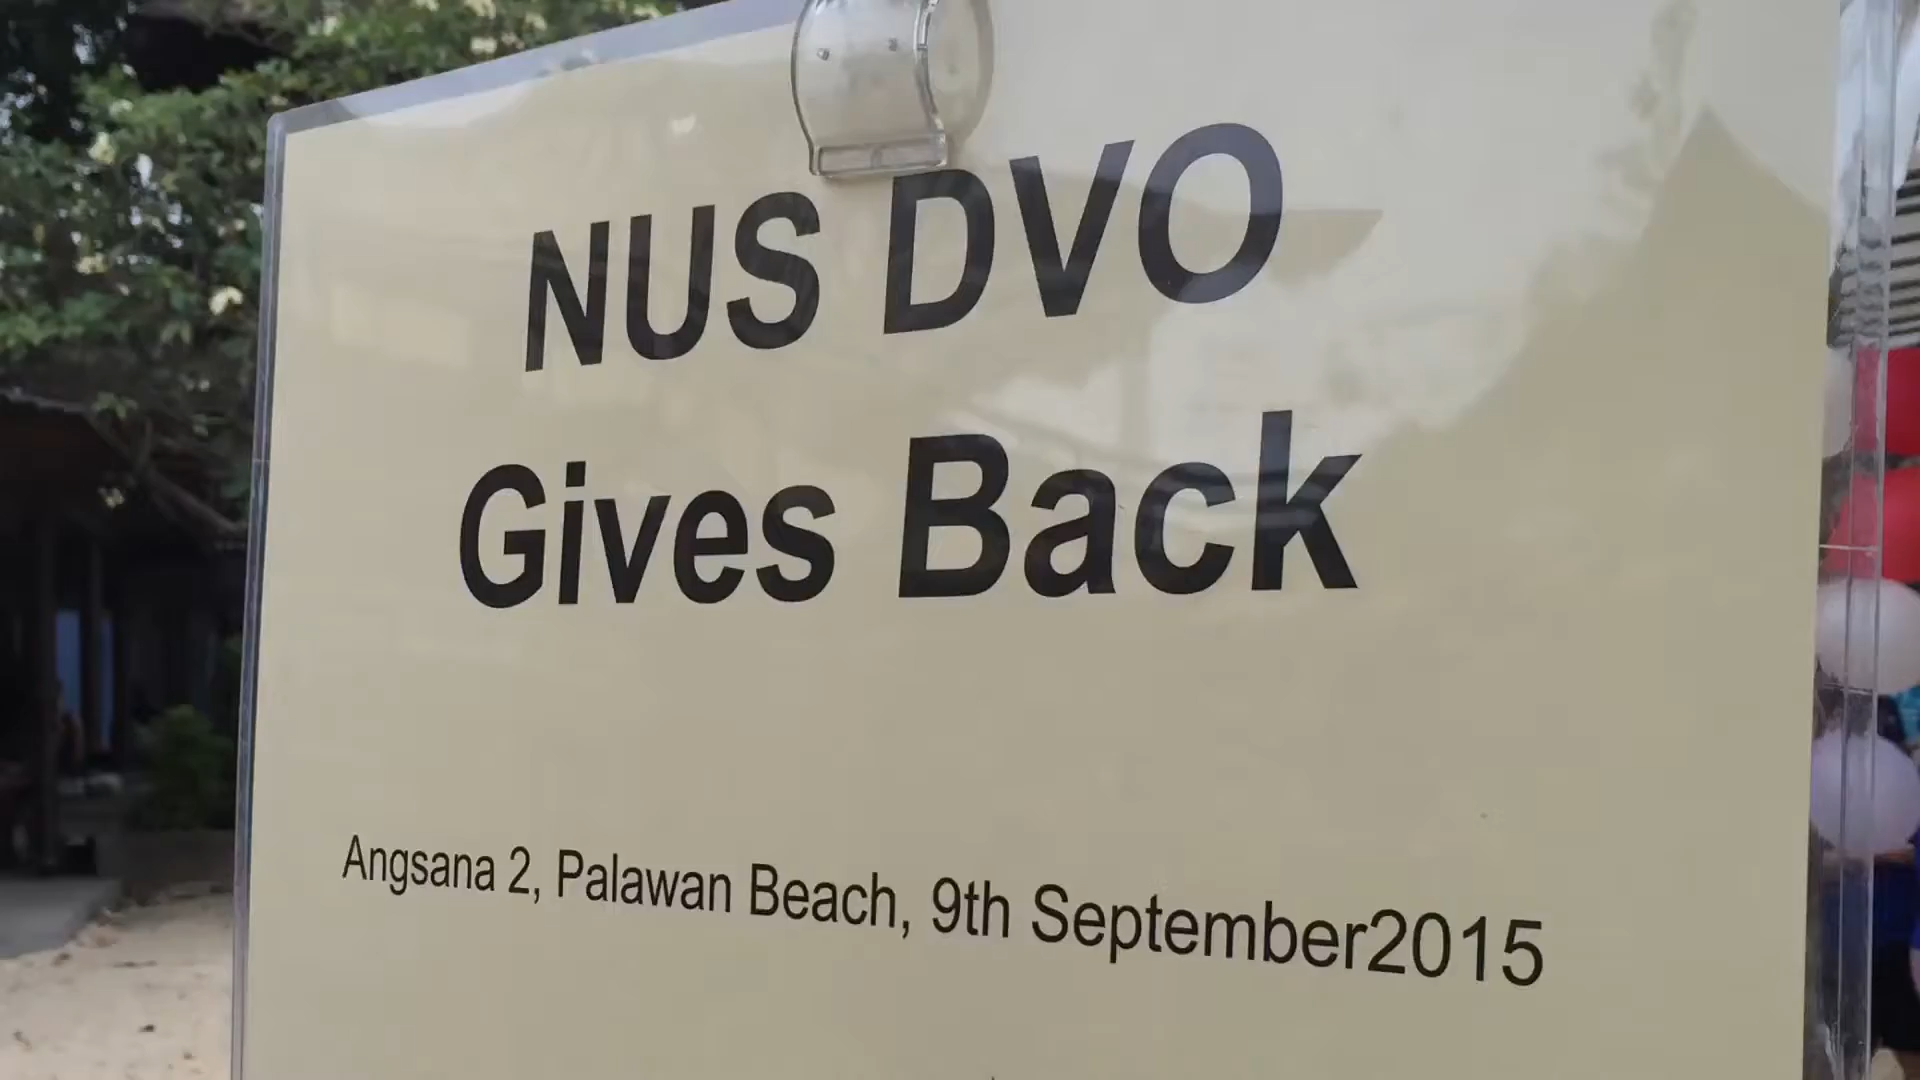 NUS DVO
Gives Back
Angsana 2, Palawan Beach, 9th September2015